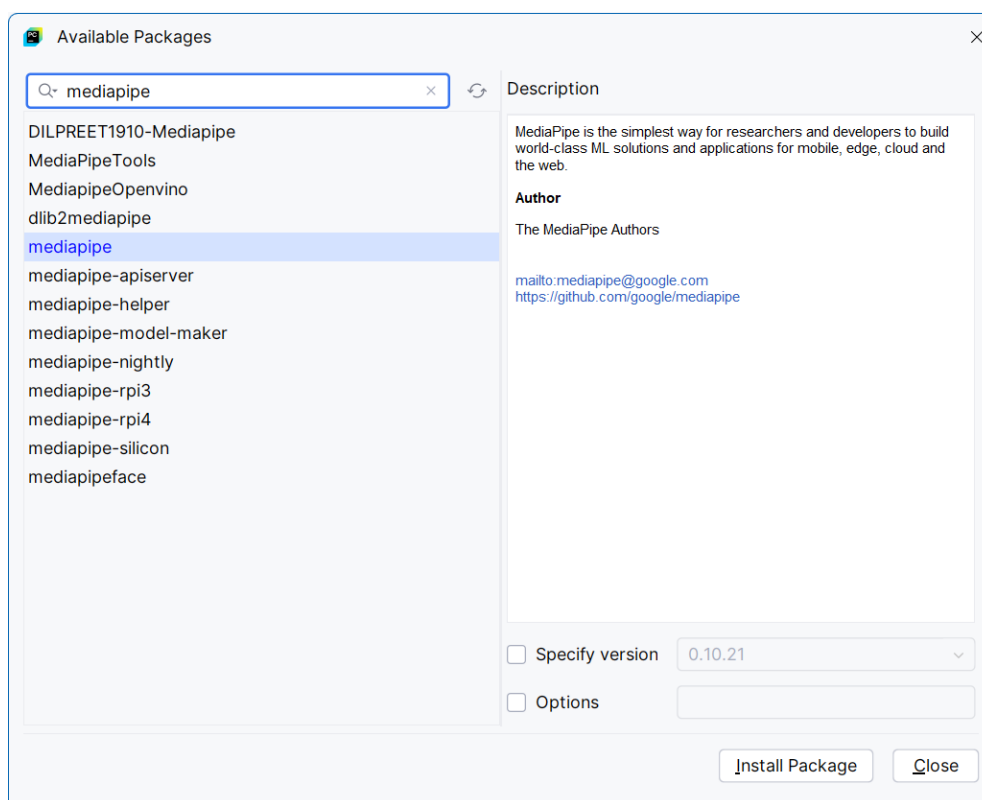 Available Packages
mediapipe
DILPREET1910-Mediapipe
MediaPipeTools
MediapipeOpenvino
dlib2mediapipe
mediapipe
mediapipe-apiserver
mediapipe-helper
mediapipe-model-maker
mediapipe-nightly
mediapipe-rpi3
mediapipe-rpi4
mediapipe-silicon
mediapipeface
Description
MediaPipe is the simplest way for researchers and developers to build
world-class ML solutions and applications for mobile, edge, cloud and
the web.
Author
The MediaPipe Authors
mailto:mediapipe@google.com
https://github.com/google/mediapipe
Specify version 0.10.21
Options
Install Package Close